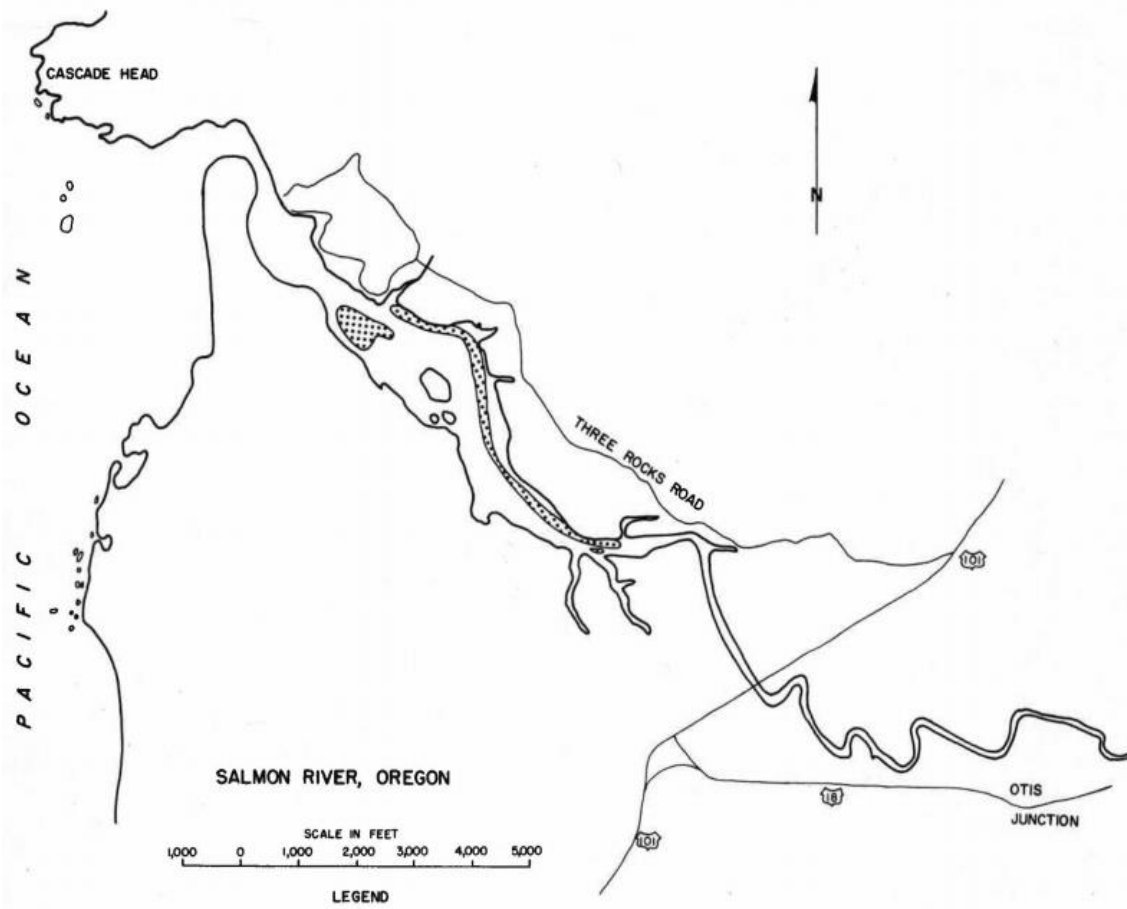 CASCADE HEAD
N
PACIFIC OCEAN
THREE ROCKS ROAD
101
SALMON RIVER, OREGON
18
OTIS
JUNCTION
101
SCALE IN FEET
1,000 0 1,000 2,000 3,000 4,000 5,000
LEGEND